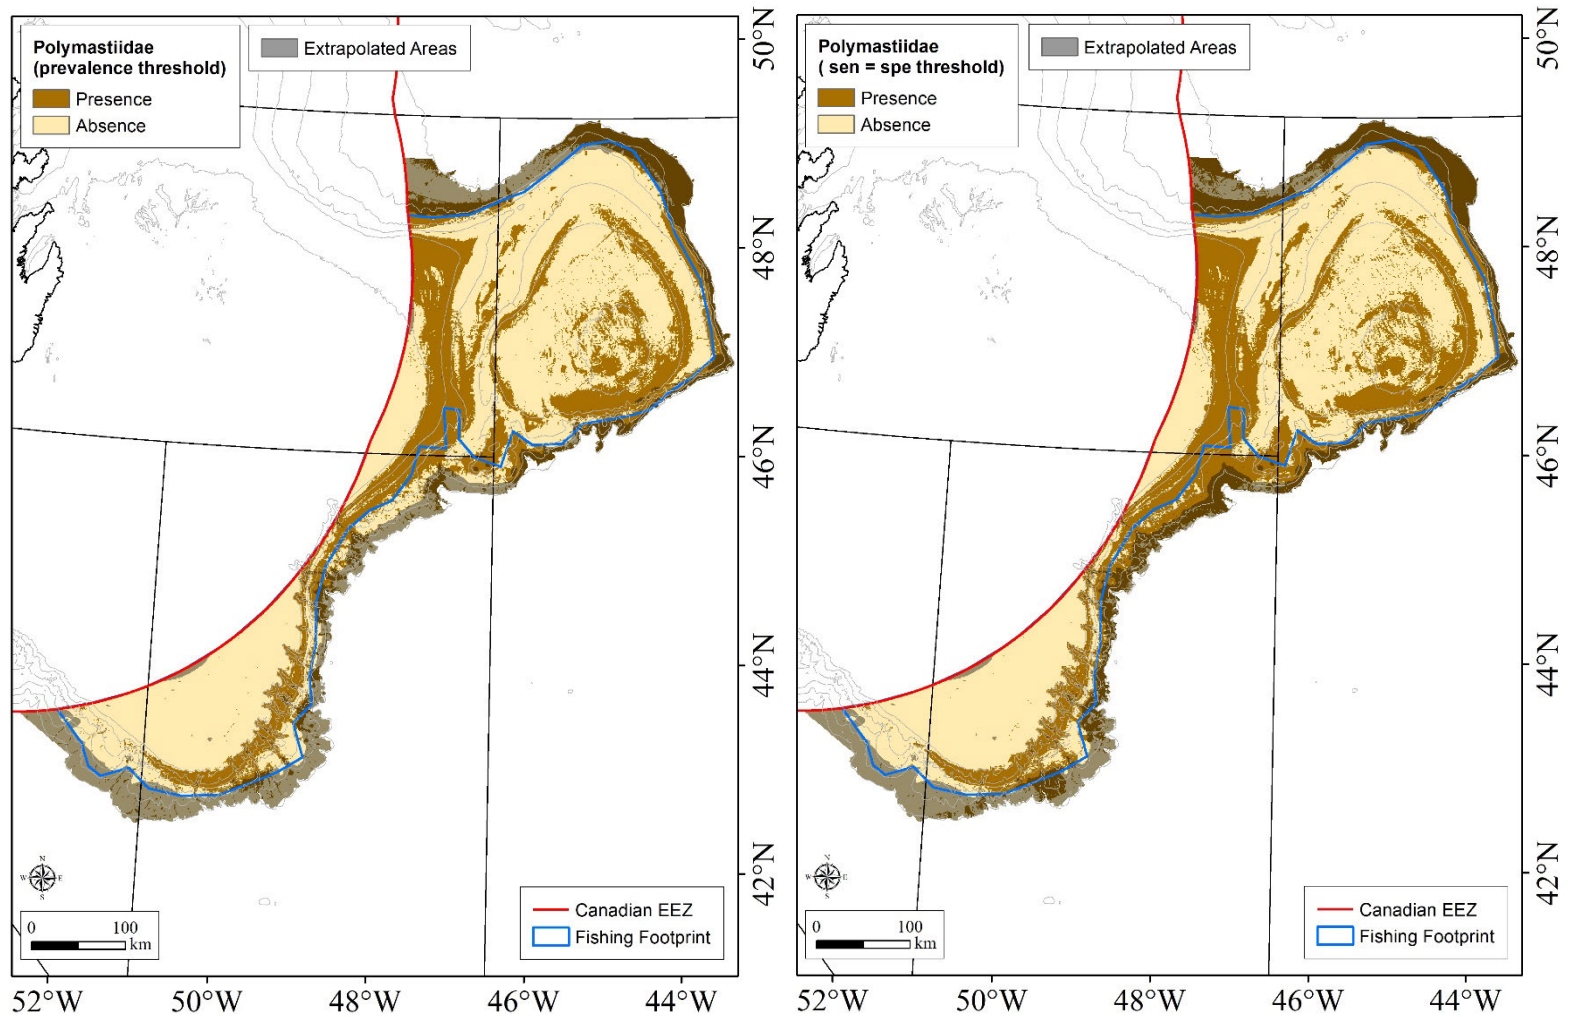 Polymastiidae
(prevalence threshold)
Presence
Absence
Extrapolated Areas
N
W
E
S
0
100
km
Canadian EEZ
Fishing Footprint
50°N
48°N
46°N
44°N
42°N
52°W
50°W
48°W
46°W
44°W
Polymastiidae
( sen = spe threshold)
Presence
Absence
Extrapolated Areas
N
W
E
S
0
100
km
Canadian EEZ
Fishing Footprint
50°N
48°N
46°N
44°N
42°N
52°W
50°W
48°W
46°W
44°W